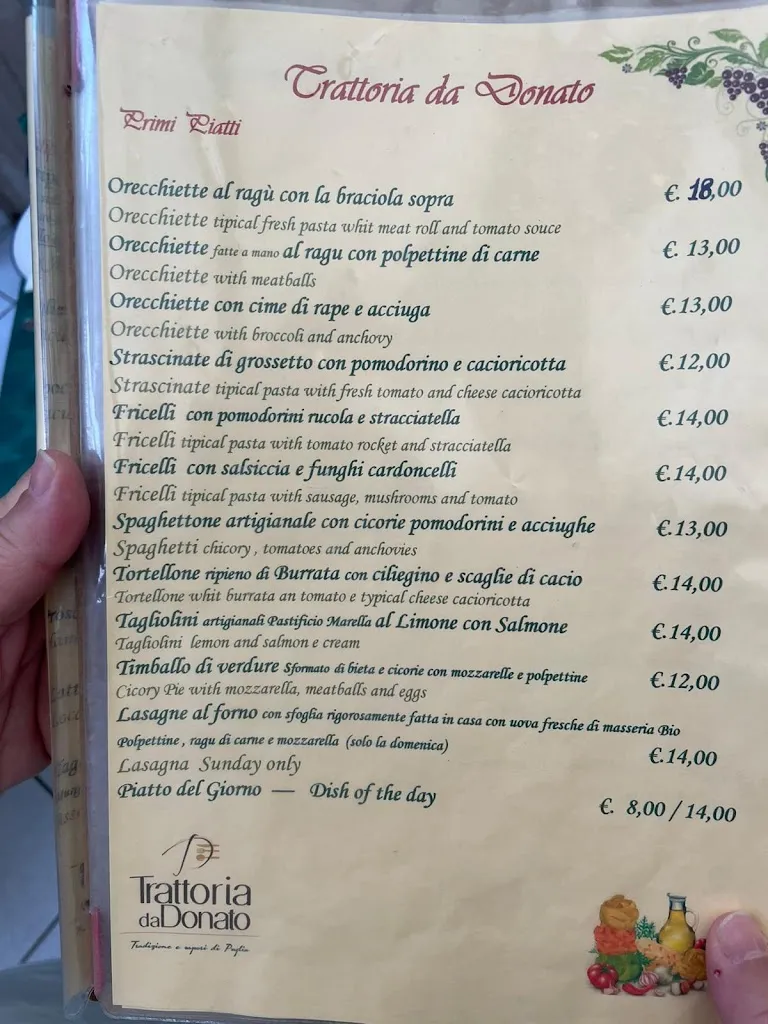 Trattoria da Donato
Primi Piatti
Orecchiette al ragù con la braciola sopra €. 18,00
Orecchiette tipical fresh pasta whit meat roll and tomato souce
Orecchiette fatte a mano al ragu con polpettine di carne €. 13,00
Orecchiette with meatballs
Orecchiette con cime di rape e acciuga €.13,00
Orecchiette with broccoli and anchovy
Strascinate di grossetto con pomodorino e cacioricotta €.12,00
Strascinate tipical pasta with fresh tomato and cheese cacioricotta
Fricelli con pomodorini rucola e stracciatella €.14,00
Fricelli tipical pasta with tomato rocket and stracciatella
Fricelli con salsiccia e funghi cardoncelli €.14,00
Fricelli tipical pasta with sausage, mushrooms and tomato
Spaghettone artigianale con cicorie pomodorini e acciughe €.13,00
Spaghetti chicory , tomatoes and anchovies
Tortellone ripieno di Burrata con ciliegino e scaglie di cacio €.14,00
Tortellone whit burrata an tomato e typical cheese cacioricotta
Tagliolini artigianali Pastificio Marella al Limone con Salmone €.14,00
Tagliolini lemon and salmon e cream
Timballo di verdure sformato di bieta e cicorie con mozzarelle e polpettine €.12,00
Cicory Pie with mozzarella, meatballs and eggs
Lasagne al forno con sfoglia rigorosamente fatta in casa con uova fresche di masseria Bio
Polpettine , ragu di carne e mozzarella (solo la domenica) €.14,00
Lasagna Sunday only
Piatto del Giorno — Dish of the day €. 8,00 / 14,00
Trattoria
daDonato
Tradizione e sapori di Puglia